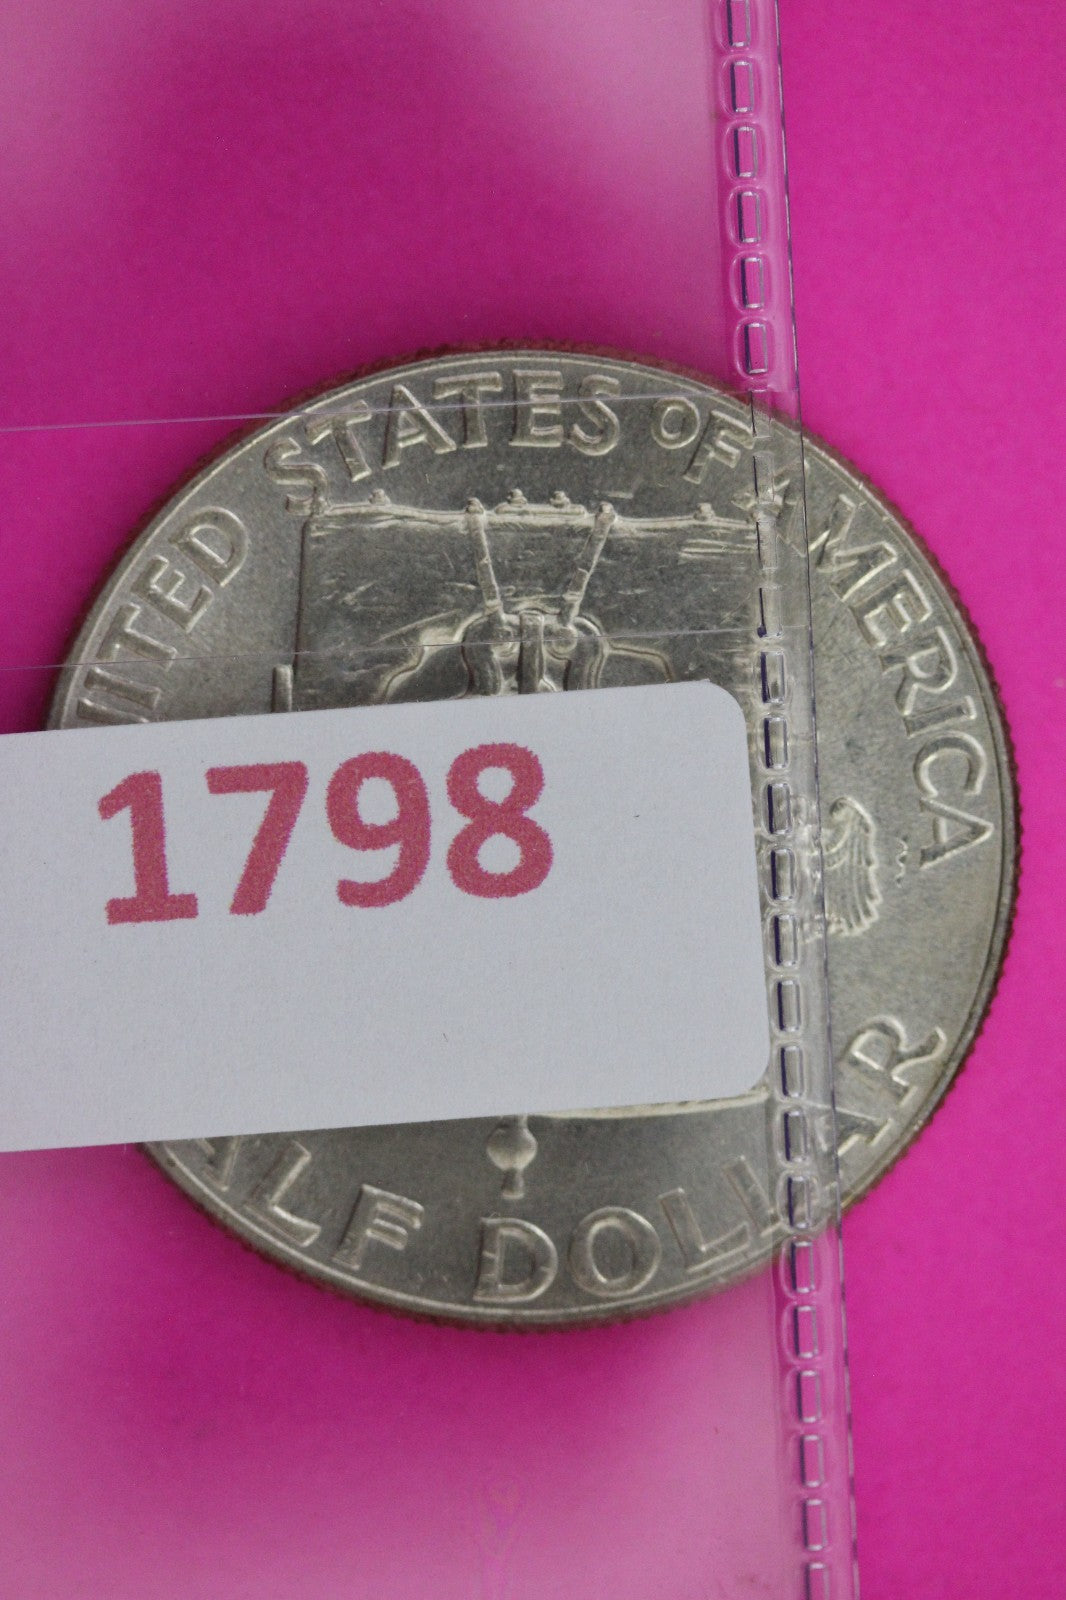 UNITED STATES OF AMERICA
1798
HALF DOLLAR